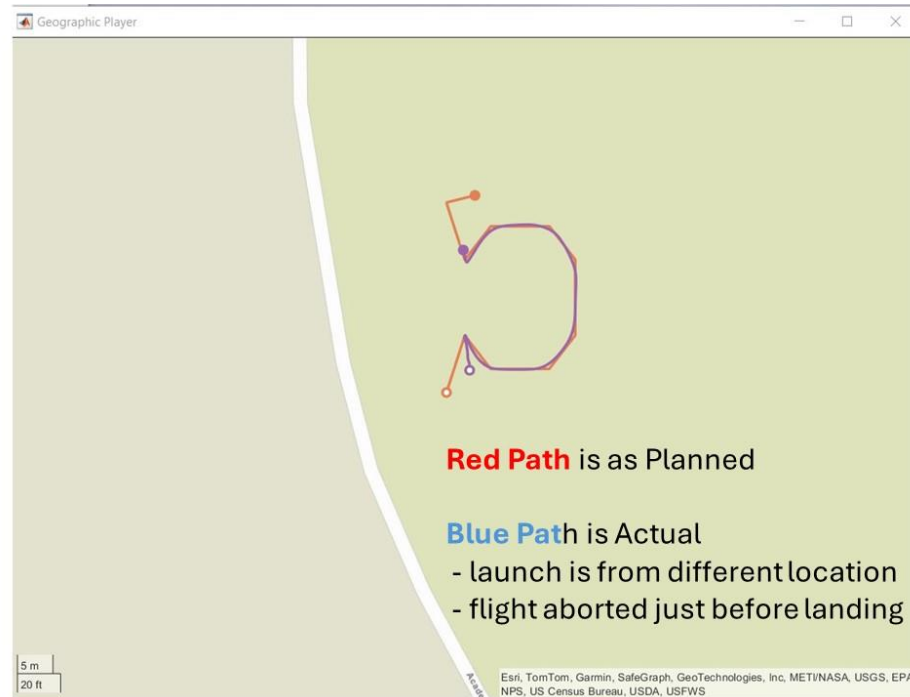 Geographic Player
Red Path is as Planned
Blue Path is Actual
- launch is from different location
- flight aborted just before landing
5 m
20 ft
Acade
Esri, TomTom, Garmin, SafeGraph, GeoTechnologies, Inc, METI/NASA, USGS, EPA
NPS, US Census Bureau, USDA, USFWS